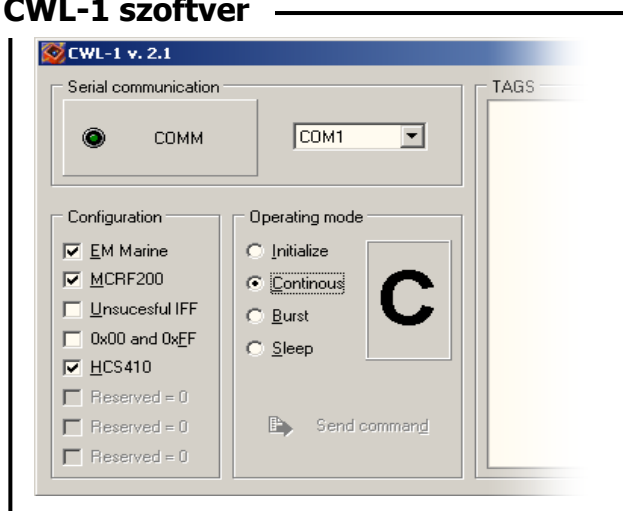 CWL-1 szoftver
CWL-1 v. 2.1
Serial communication
COMM
COM1
TAGS
Configuration
EM Marine
MCRF200
Unsucesful IFF
0x00 and 0xFF
HCS410
Reserved = 0
Reserved = 0
Reserved = 0
Operating mode
Initialize
Continous
Burst
Sleep
C
Send command